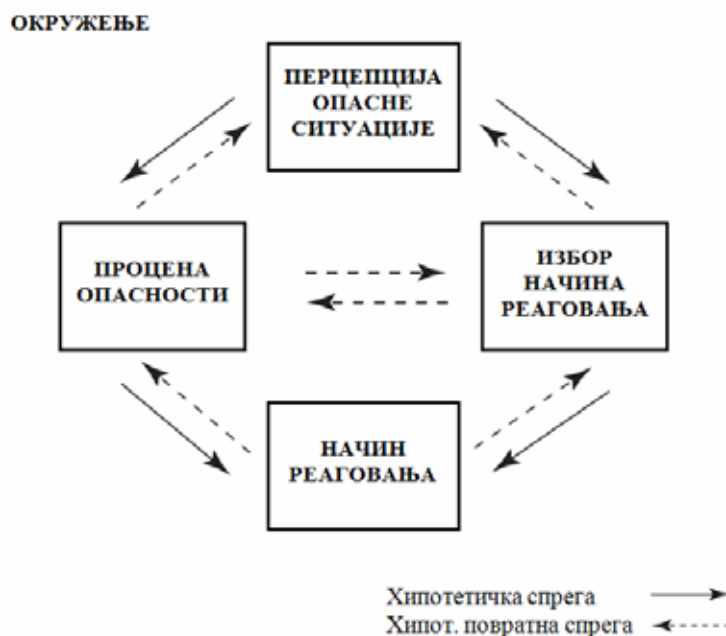 ОКРУЖЕЊЕ
ПЕРЦЕПЦИЈА
ОПАСНЕ
СИТУАЦИЈЕ
ПРОЦЕНА
ОПАСНОСТИ
ИЗБОР
НАЧИНА
РЕАГОВАЊА
НАЧИН
РЕАГОВАЊА
Хипотетичка спрега
Хипот. повратна спрега